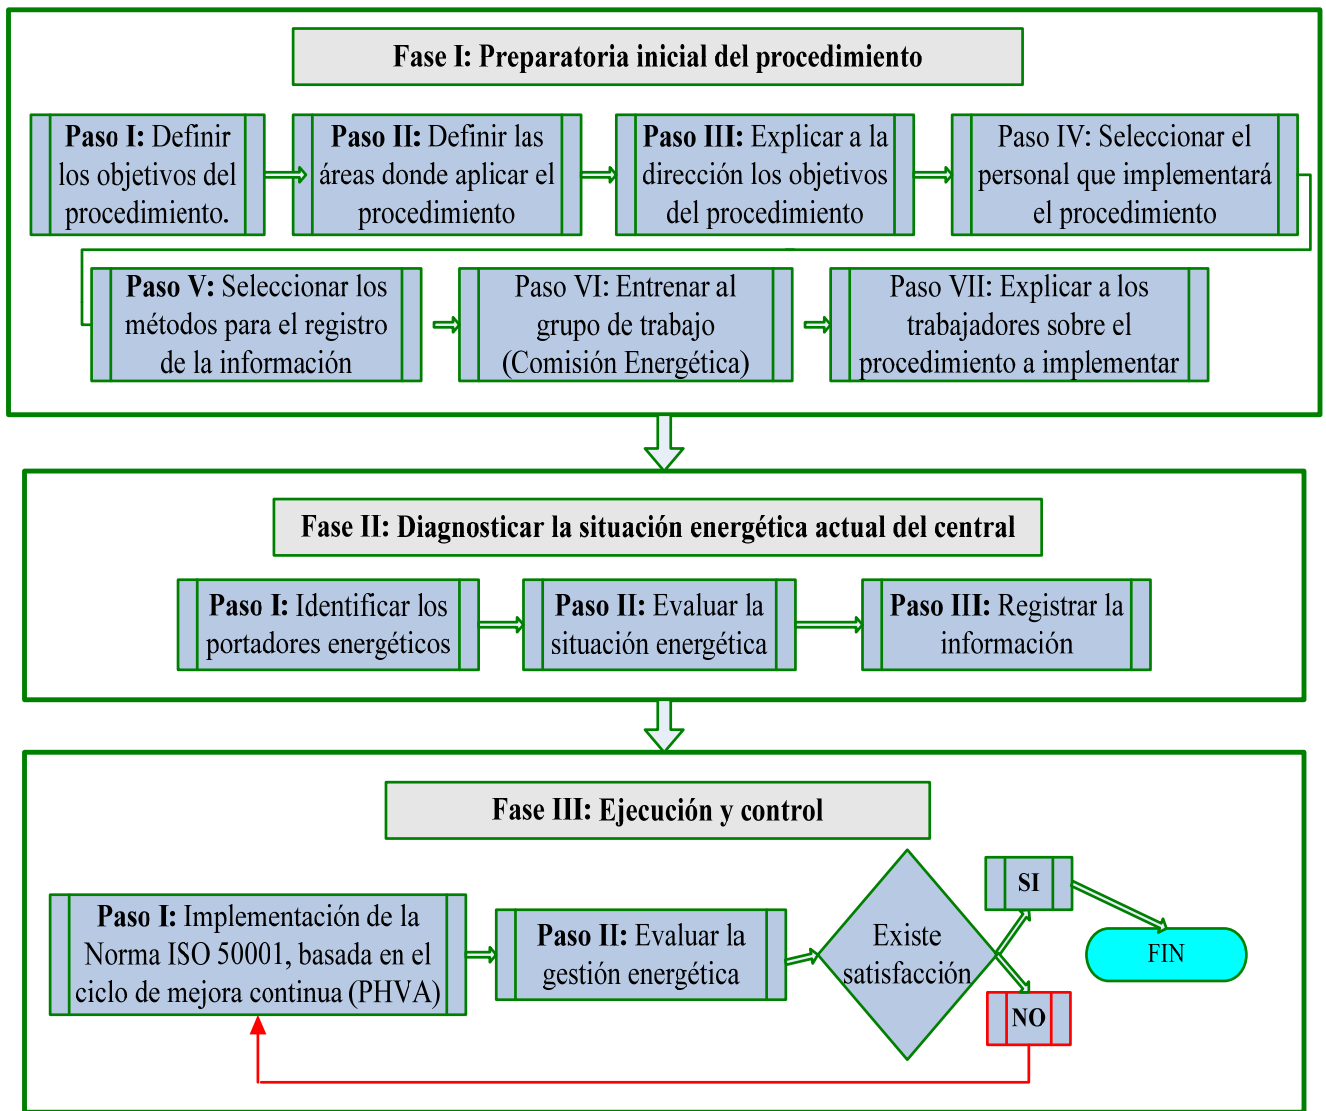 Fase I: Preparatoria inicial del procedimiento
Paso I: Definir
los objetivos del
procedimiento.
Paso II: Definir las
áreas donde aplicar el
procedimiento
Paso III: Explicar a la
dirección los objetivos
del procedimiento
Paso IV: Seleccionar el
personal que implementará
el procedimiento
Paso V: Seleccionar los
métodos para el registro
de la información
Paso VI: Entrenar al
grupo de trabajo
(Comisión Energética)
Paso VII: Explicar a los
trabajadores sobre el
procedimiento a implementar
Fase II: Diagnosticar la situación energética actual del central
Paso I: Identificar los
portadores energéticos
Paso II: Evaluar la
situación energética
Paso III: Registrar la
información
Fase III: Ejecución y control
Paso I: Implementación de la
Norma ISO 50001, basada en el
ciclo de mejora continua (PHVA)
Paso II: Evaluar la
gestión energética
Existe
satisfacción
SI
NO
FIN